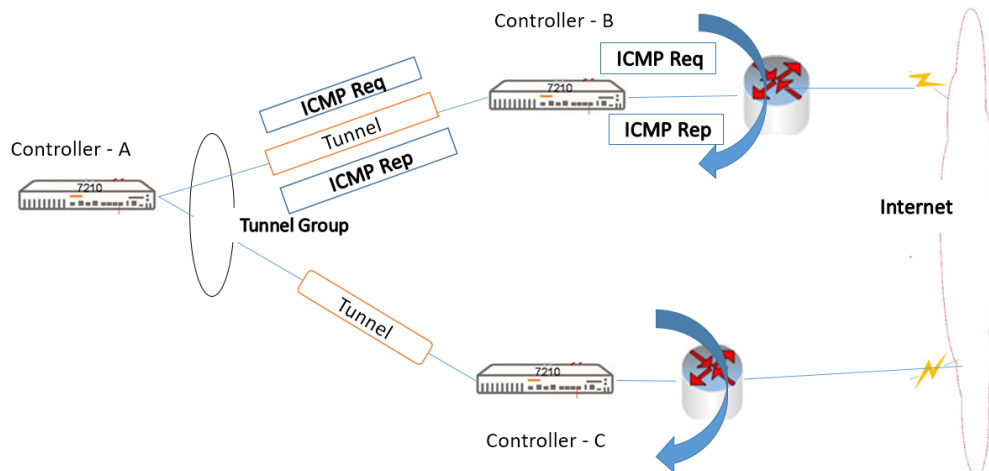 Controller - B
ICMP Req
7210
ICMP Req
Tunnel
ICMP Rep
ICMP Rep
Controller - A
7210
Tunnel Group
Internet
Tunnel
7210
Controller - C